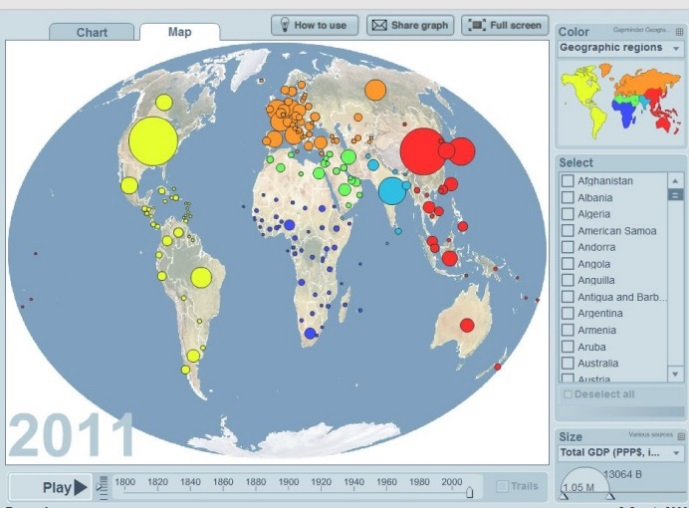 Chart
Map
How to use
Share graph
Full screen
Color
Geographic regions
Select
Afghanistan
Albania
Algeria
American Samoa
Andorra
Angola
Anguilla
Antigua and Barb...
Argentina
Armenia
Aruba
Australia
Austria
Deselect all
2011
Size
Various sources
Total GDP (PPP$, i...
13064 B
1.05 M
Play
1800 1820 1840 1860 1880 1900 1920 1940 1960 1980 2000
Trails